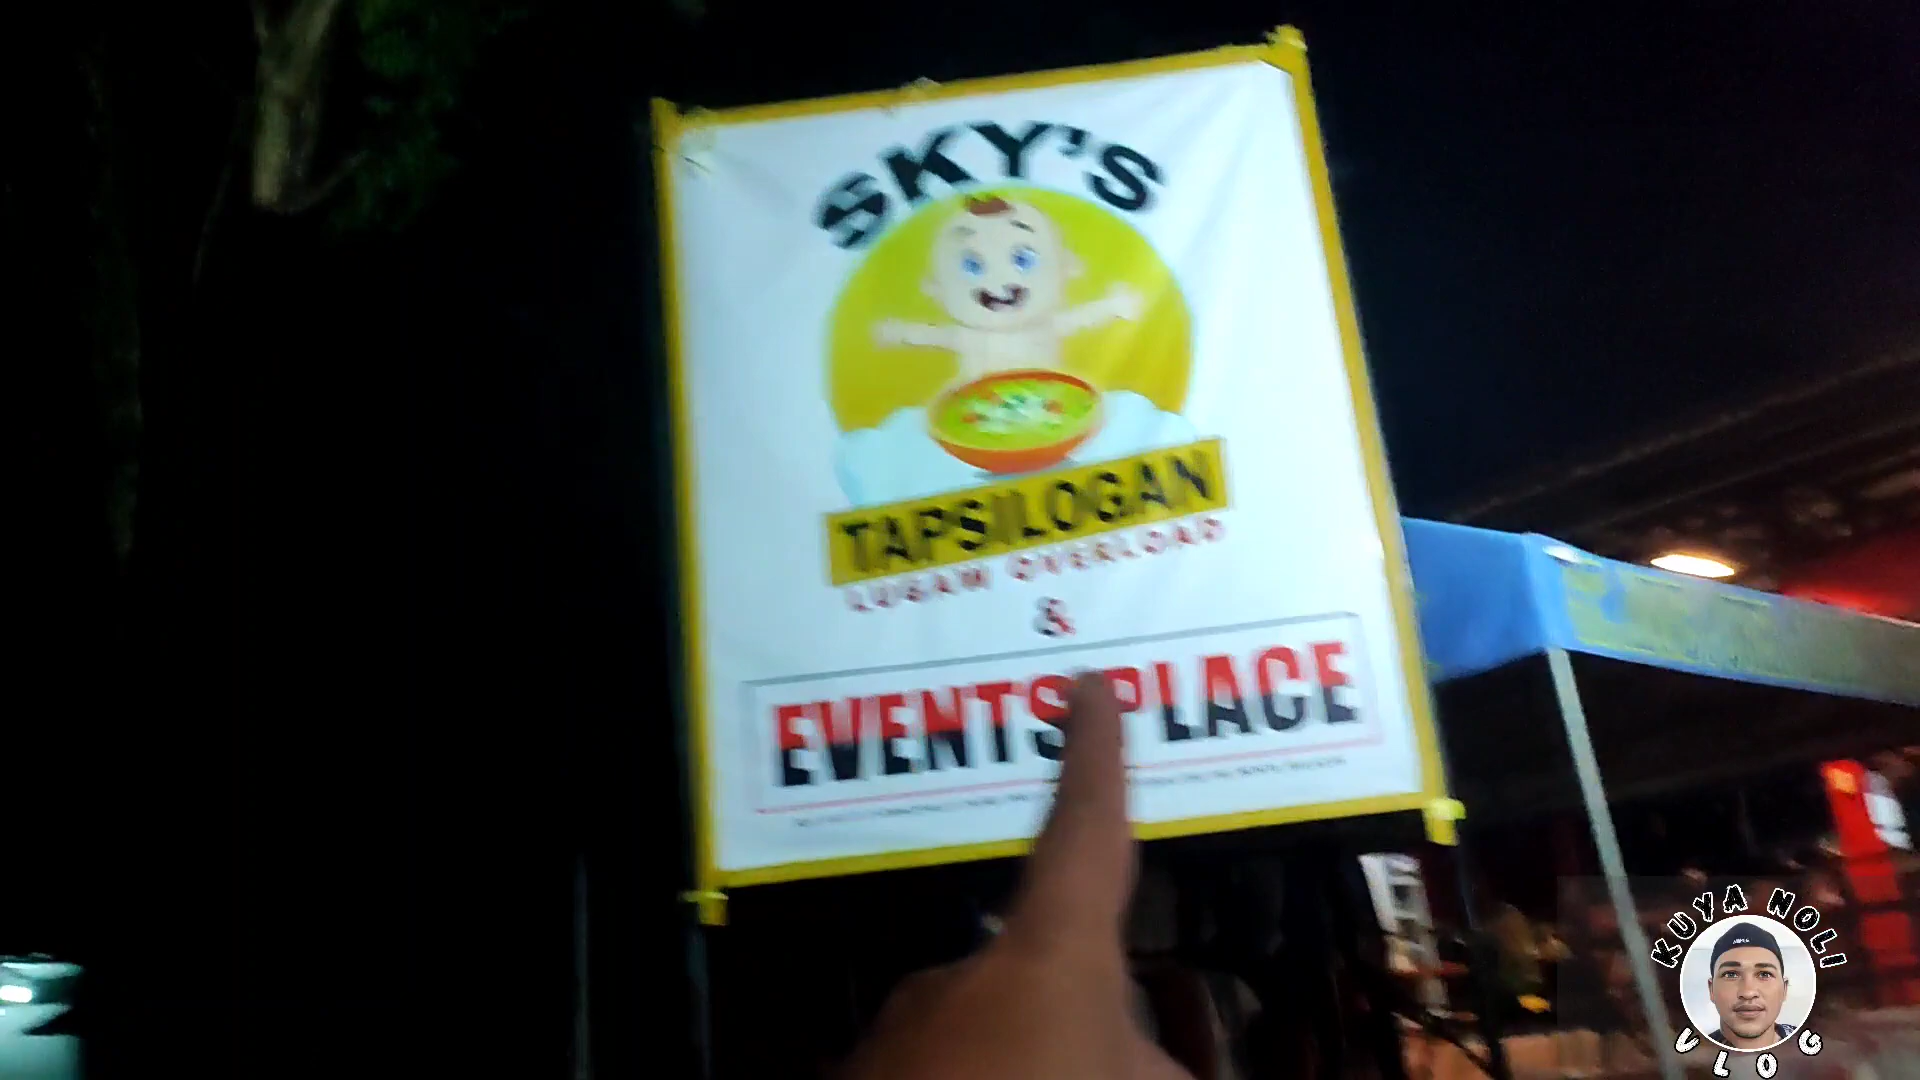 SKY'S
TAPSILOGAN
LUGAW OVERLOAD
&
EVENTS PLACE
KUYA NOLI
VLOG